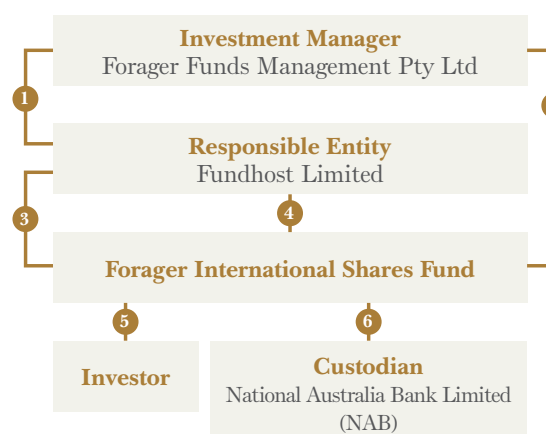 Investment Manager
Forager Funds Management Pty Ltd
1
Responsible Entity
Fundhost Limited
3
4
Forager International Shares Fund
5
6
Investor
Custodian
National Australia Bank Limited
(NAB)